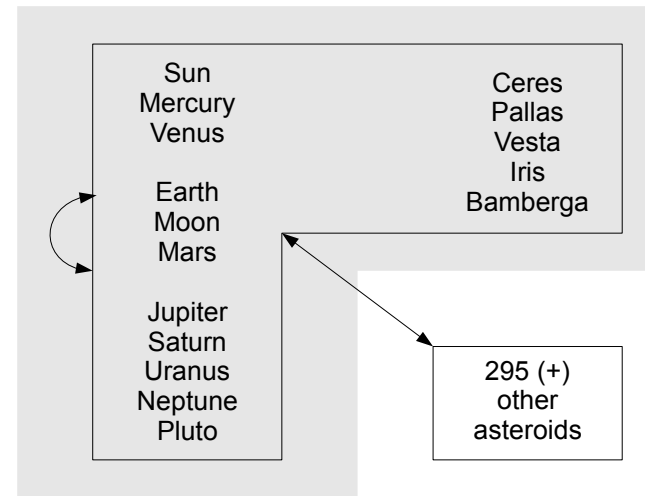 Sun
Mercury
Venus
Earth
Moon
Mars
Jupiter
Saturn
Uranus
Neptune
Pluto
Ceres
Pallas
Vesta
Iris
Bamberga
295 (+)
other
asteroids